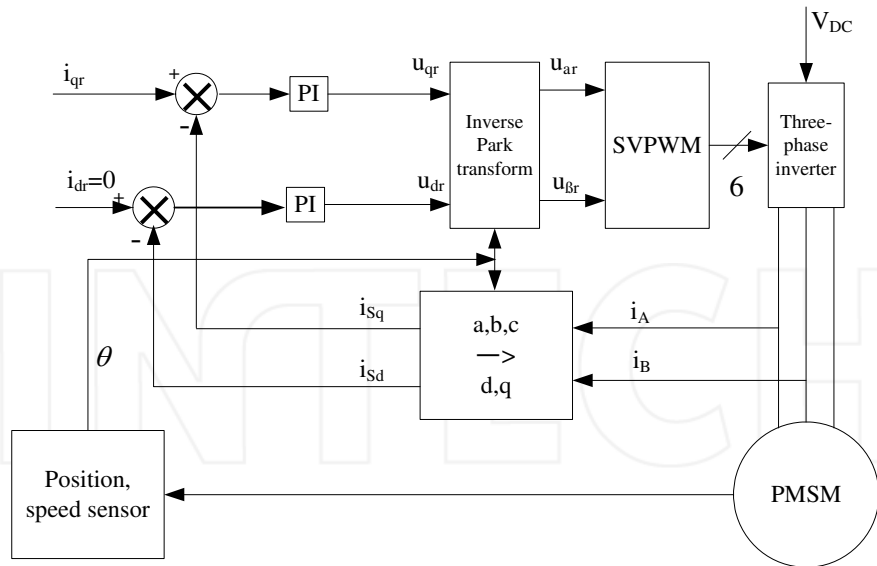 V_DC
i_qr
+
-
PI
u_qr
Inverse
Park
transform
u_ar
SVPWM
6
Three-
phase
inverter
i_dr=0
+
-
PI
u_dr
u_ßr
i_Sq
i_Sd
a,b,c
—>
d,q
i_A
i_B
θ
Position,
speed sensor
PMSM
INTECH